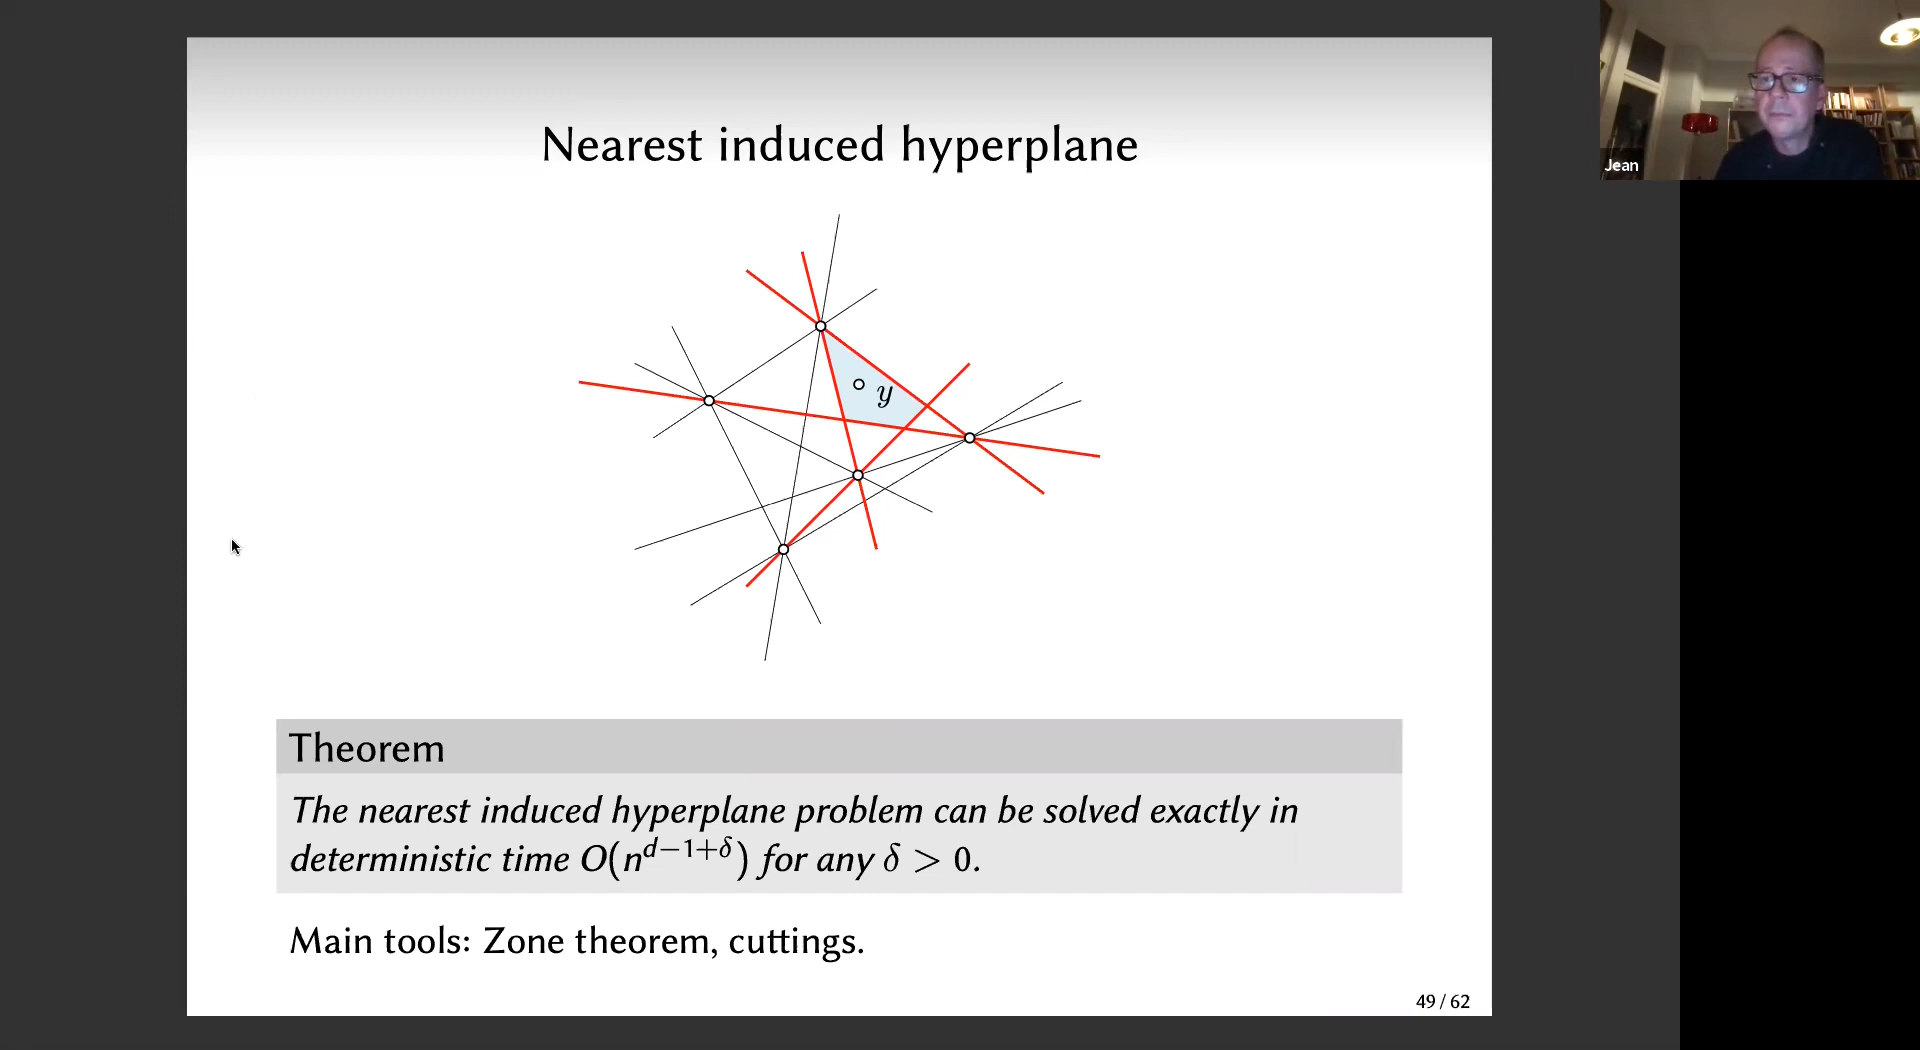 Nearest induced hyperplane
y
Theorem
The nearest induced hyperplane problem can be solved exactly in
deterministic time O(n^{d−1+δ}) for any δ > 0.
Main tools: Zone theorem, cuttings.
49 / 62
Jean